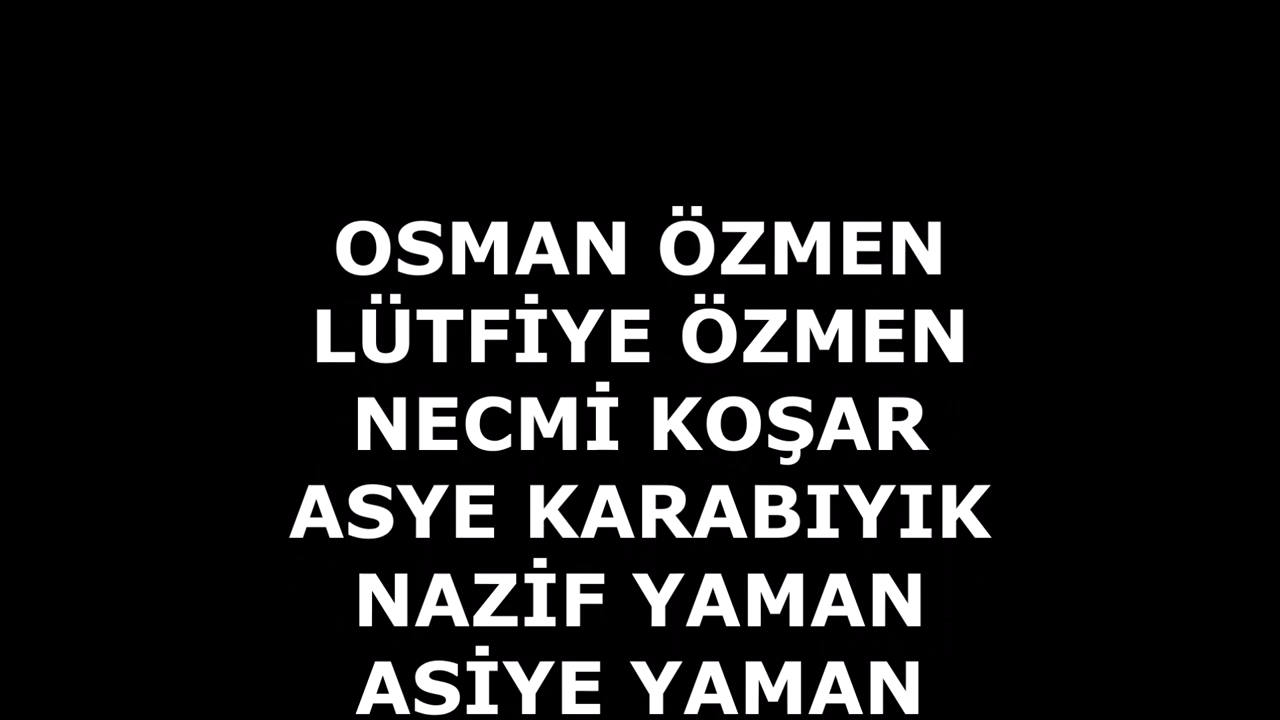 OSMAN ÖZMEN
LÜTFİYE ÖZMEN
NECMİ KOŞAR
ASYE KARABIYIK
NAZİF YAMAN
ASİYE YAMAN